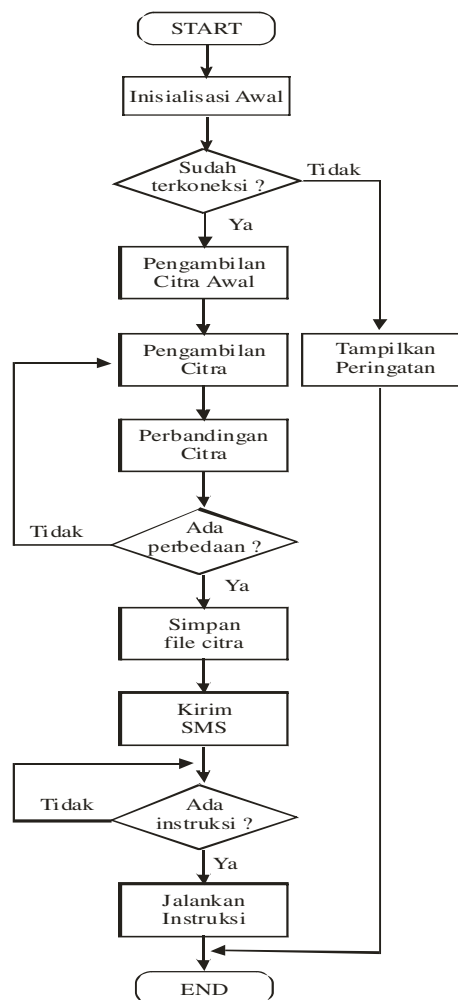 START
Inisialisasi Awal
Sudah
terkoneksi ?
Tidak
Ya
Pengambilan
Citra Awal
Pengambilan
Citra
Tampilkan
Peringatan
Perbandingan
Citra
Ada
perbedaan ?
Tidak
Ya
Simpan
file citra
Kirim
SMS
Ada
instruksi ?
Tidak
Ya
Jalankan
Instruksi
END